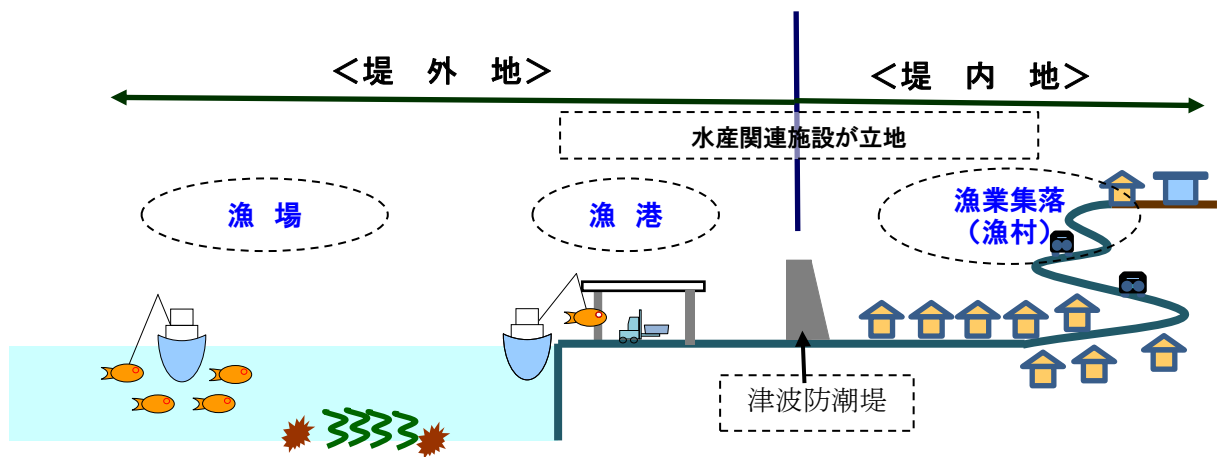 ＜堤　外　地＞
＜堤　内　地＞
水産関連施設が立地
漁　場
漁　港
漁業集落
（漁村）
津波防潮堤